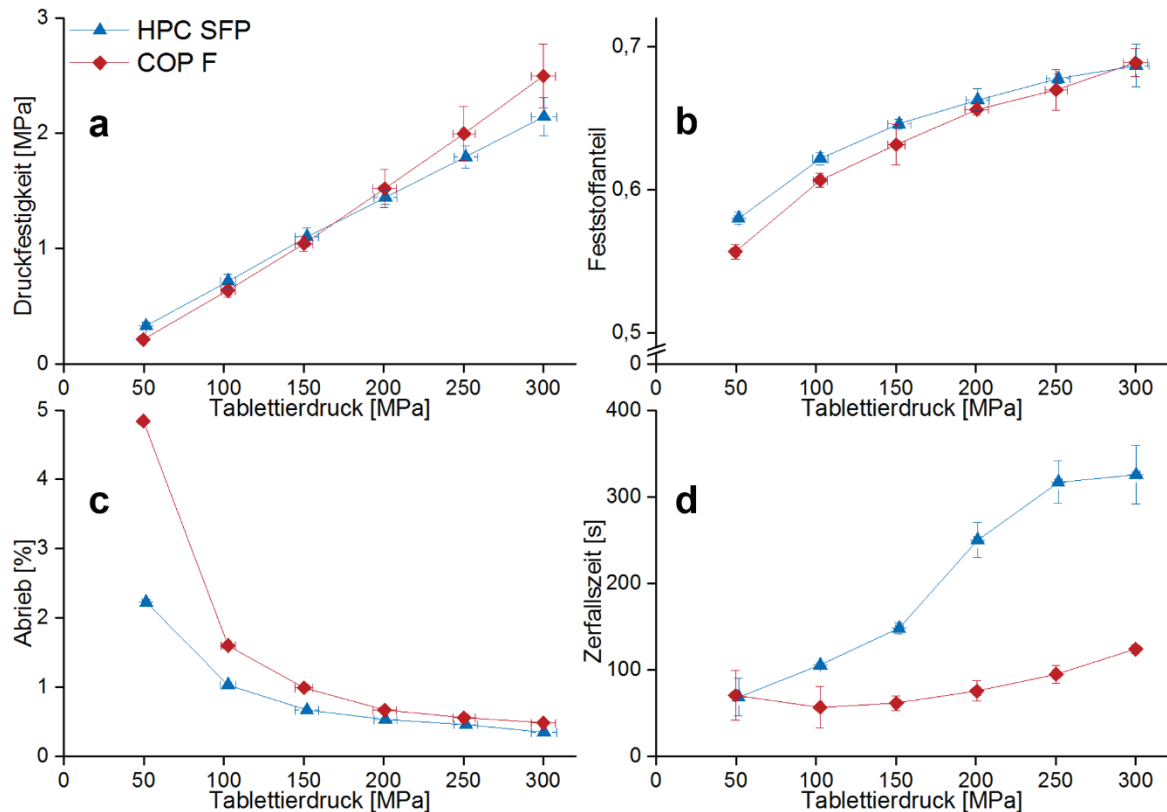 HPC SFP
COP F
a
Druckfestigkeit [MPa]
3
2
1
0
0 50 100 150 200 250 300
Tablettierdruck [MPa]
b
Feststoffanteil
0,7
0,6
0,5
0
0 50 100 150 200 250 300
Tablettierdruck [MPa]
c
Abrieb [%]
5
4
3
2
1
0
0 50 100 150 200 250 300
Tablettierdruck [MPa]
d
Zerfallszeit [s]
400
300
200
100
0
0 50 100 150 200 250 300
Tablettierdruck [MPa]